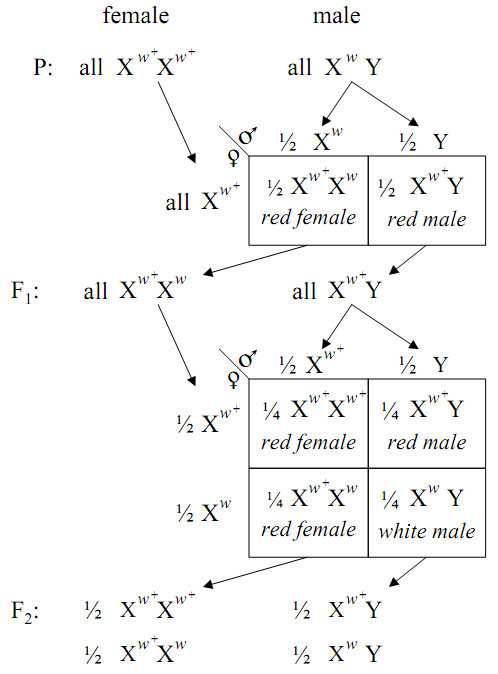 female male
P: all X^w+ X^w+ all X^w Y
♂ ½ X^w ½ Y
♀
all X^w+ ½ X^w+ X^w ½ X^w+ Y
red female red male
F₁: all X^w+ X^w all X^w+ Y
♂ ½ X^w+ ½ Y
♀
½ X^w+ ¼ X^w+ X^w+ ¼ X^w+ Y
red female red male
½ X^w ¼ X^w+ X^w ¼ X^w Y
red female white male
F₂: ½ X^w+ X^w+ ½ X^w+ Y
½ X^w+ X^w ½ X^w Y